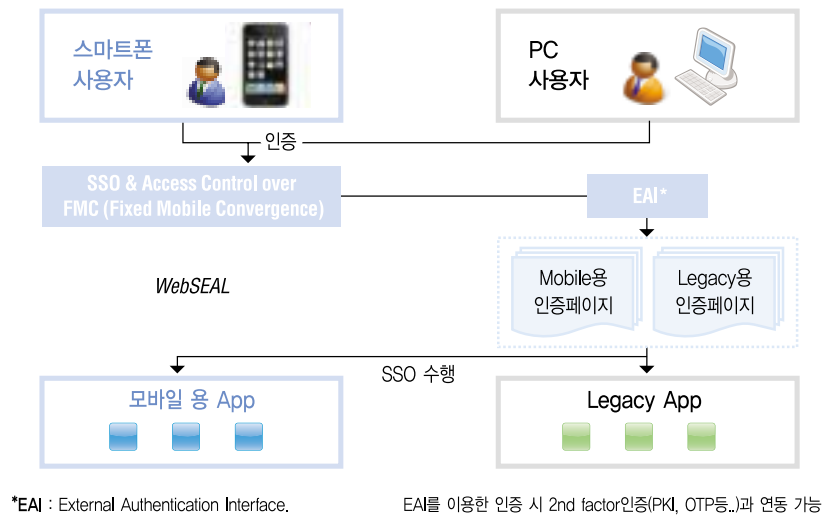 스마트폰
사용자
PC
사용자
인증
SSO & Access Control over
FMC (Fixed Mobile Convergence)
EAI*
WebSEAL
Mobile용
인증페이지
Legacy용
인증페이지
SSO 수행
모바일 용 App
Legacy App
*EAI : External Authentication Interface.
EAI를 이용한 인증 시 2nd factor인증(PKI, OTP등..)과 연동 가능